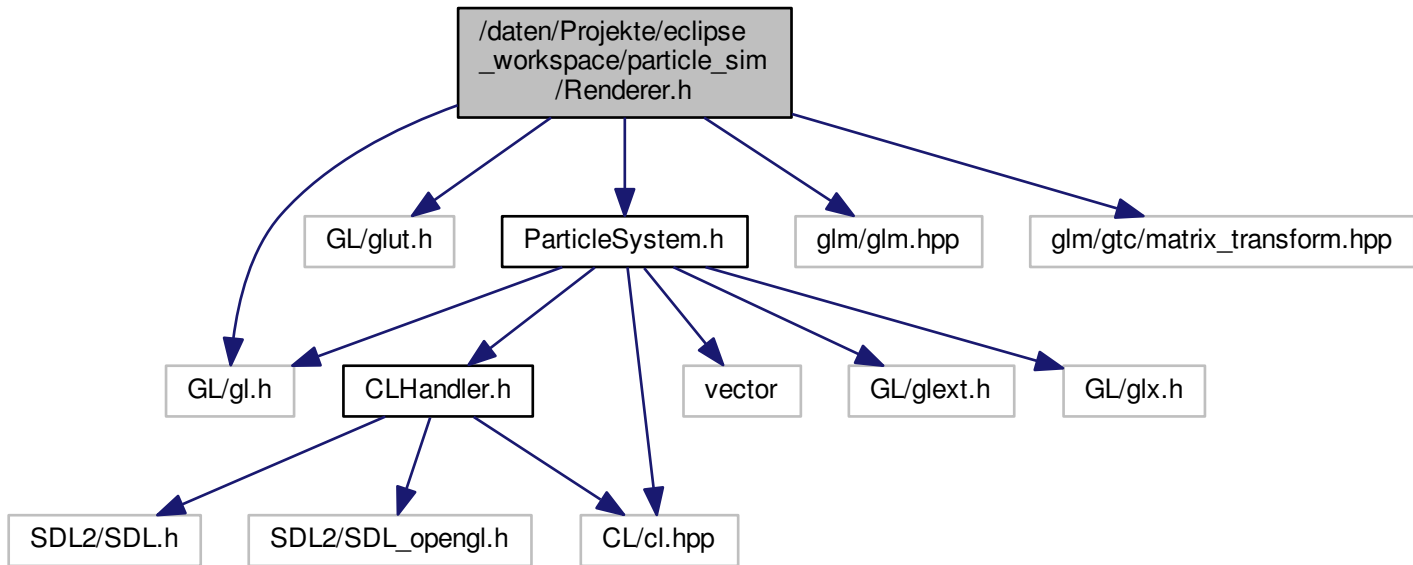 /daten/Projekte/eclipse
_workspace/particle_sim
/Renderer.h
GL/glut.h
ParticleSystem.h
glm/glm.hpp
glm/gtc/matrix_transform.hpp
GL/gl.h
CLHandler.h
vector
GL/glext.h
GL/glx.h
SDL2/SDL.h
SDL2/SDL_opengl.h
CL/cl.hpp